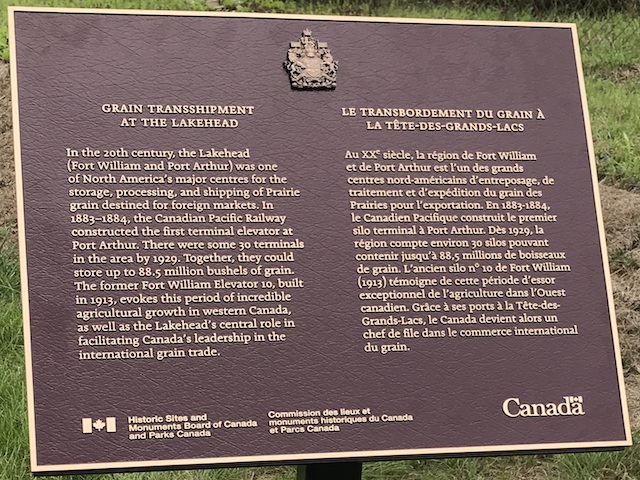 GRAIN TRANSSHIPMENT
AT THE LAKEHEAD
In the 20th century, the Lakehead
(Fort William and Port Arthur) was one
of North America's major centres for the
storage, processing, and shipping of Prairie
grain destined for foreign markets. In
1883–1884, the Canadian Pacific Railway
constructed the first terminal elevator at
Port Arthur. There were some 30 terminals
in the area by 1929. Together, they could
store up to 88.5 million bushels of grain.
The former Fort William Elevator 10, built
in 1913, evokes this period of incredible
agricultural growth in western Canada,
as well as the Lakehead's central role in
facilitating Canada's leadership in the
international grain trade.
LE TRANSBORDEMENT DU GRAIN À
LA TÊTE-DES-GRANDS-LACS
Au XXe siècle, la région de Fort William
et de Port Arthur est l'un des grands
centres nord-américains d'entreposage, de
traitement et d'expédition du grain des
Prairies pour l'exportation. En 1883-1884,
le Canadien Pacifique construit le premier
silo terminal à Port Arthur. Dès 1929, la
région compte environ 30 silos pouvant
contenir jusqu'à 88,5 millions de boisseaux
de grain. L'ancien silo no 10 de Fort William
(1913) témoigne de cette période d'essor
exceptionnel de l'agriculture dans l'Ouest
canadien. Grâce à ses ports à la Tête-des-
Grands-Lacs, le Canada devient alors un
chef de file dans le commerce international
du grain.
Historic Sites and
Monuments Board of Canada
and Parks Canada
Commission des lieux et
monuments historiques du Canada
et Parcs Canada
Canada